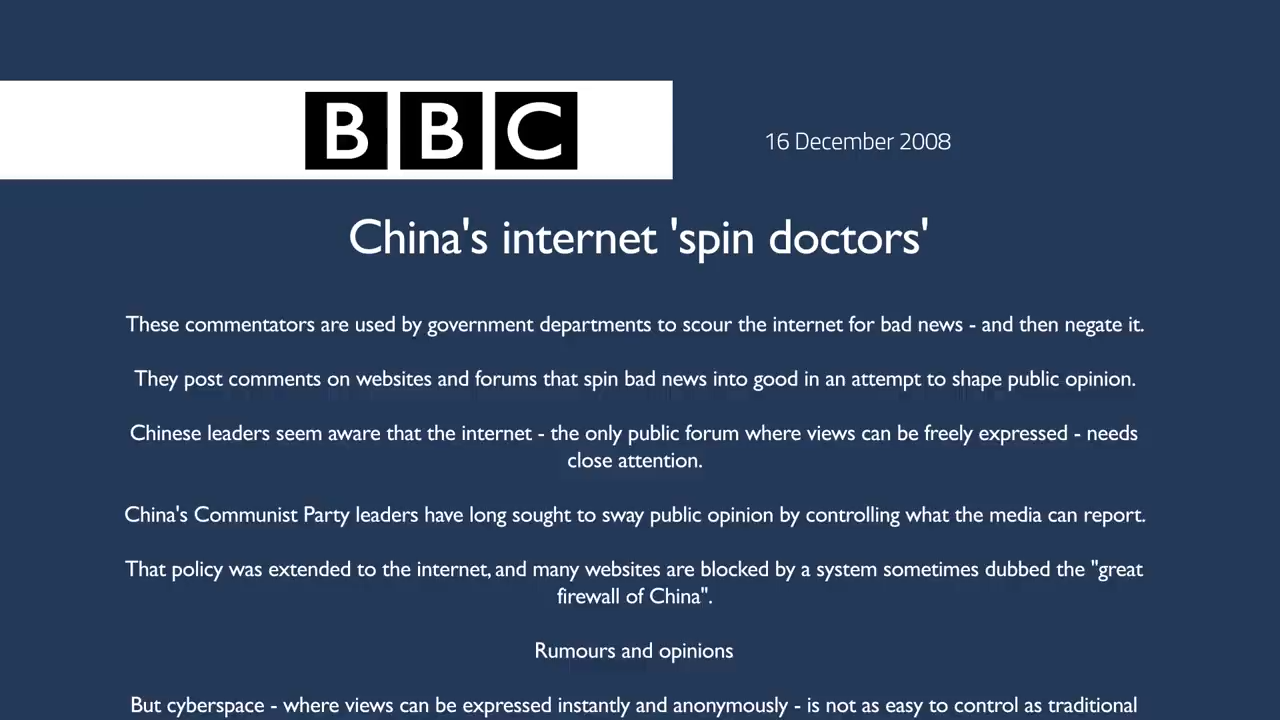 BBC
16 December 2008
China's internet 'spin doctors'
These commentators are used by government departments to scour the internet for bad news - and then negate it.
They post comments on websites and forums that spin bad news into good in an attempt to shape public opinion.
Chinese leaders seem aware that the internet - the only public forum where views can be freely expressed - needs
close attention.
China's Communist Party leaders have long sought to sway public opinion by controlling what the media can report.
That policy was extended to the internet, and many websites are blocked by a system sometimes dubbed the "great
firewall of China".
Rumours and opinions
But cyberspace - where views can be expressed instantly and anonymously - is not as easy to control as traditional